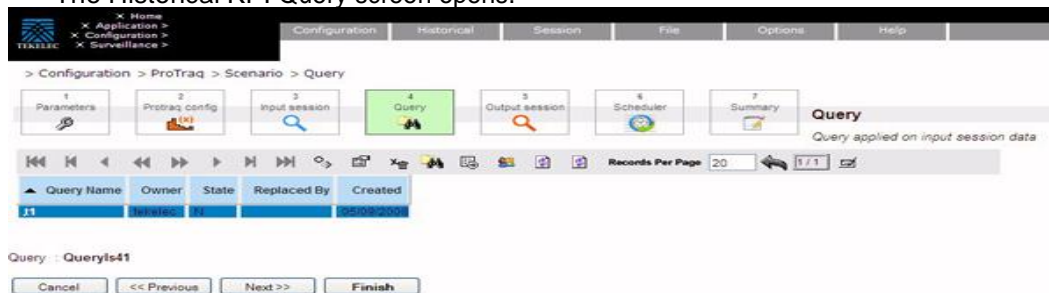 The Historical KPI Query screen opens.
× Home
× Application >
× Configuration >
× Surveillance >
TEKELEC
Configuration Historical Session File Options Help
> Configuration > ProTraq > Scenario > Query
1 2 3 4 5 6 7
Parameters Protraq config Input session Query Output session Scheduler Summary
Query
Query applied on input session data
Records Per Page 20 1 / 1
Query Name Owner State Replaced By Created
J1 tekelec N 05/09/2008
Query : QueryIs41
Cancel << Previous Next >> Finish